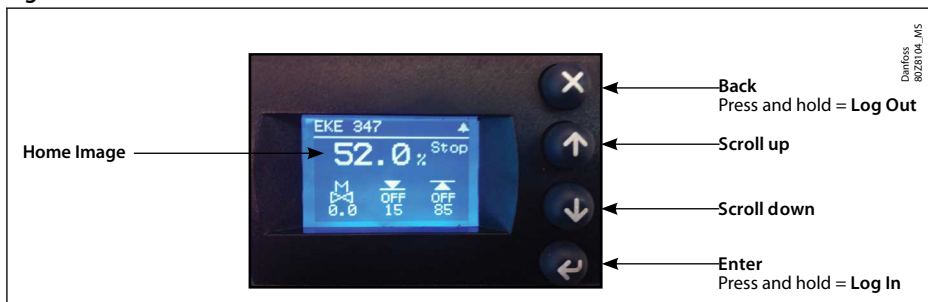 Danfoss
80Z8104_MS
Home Image
EKE 347
52.0 % Stop
M
0.0
OFF
15
OFF
85
Back
Press and hold = Log Out
Scroll up
Scroll down
Enter
Press and hold = Log In